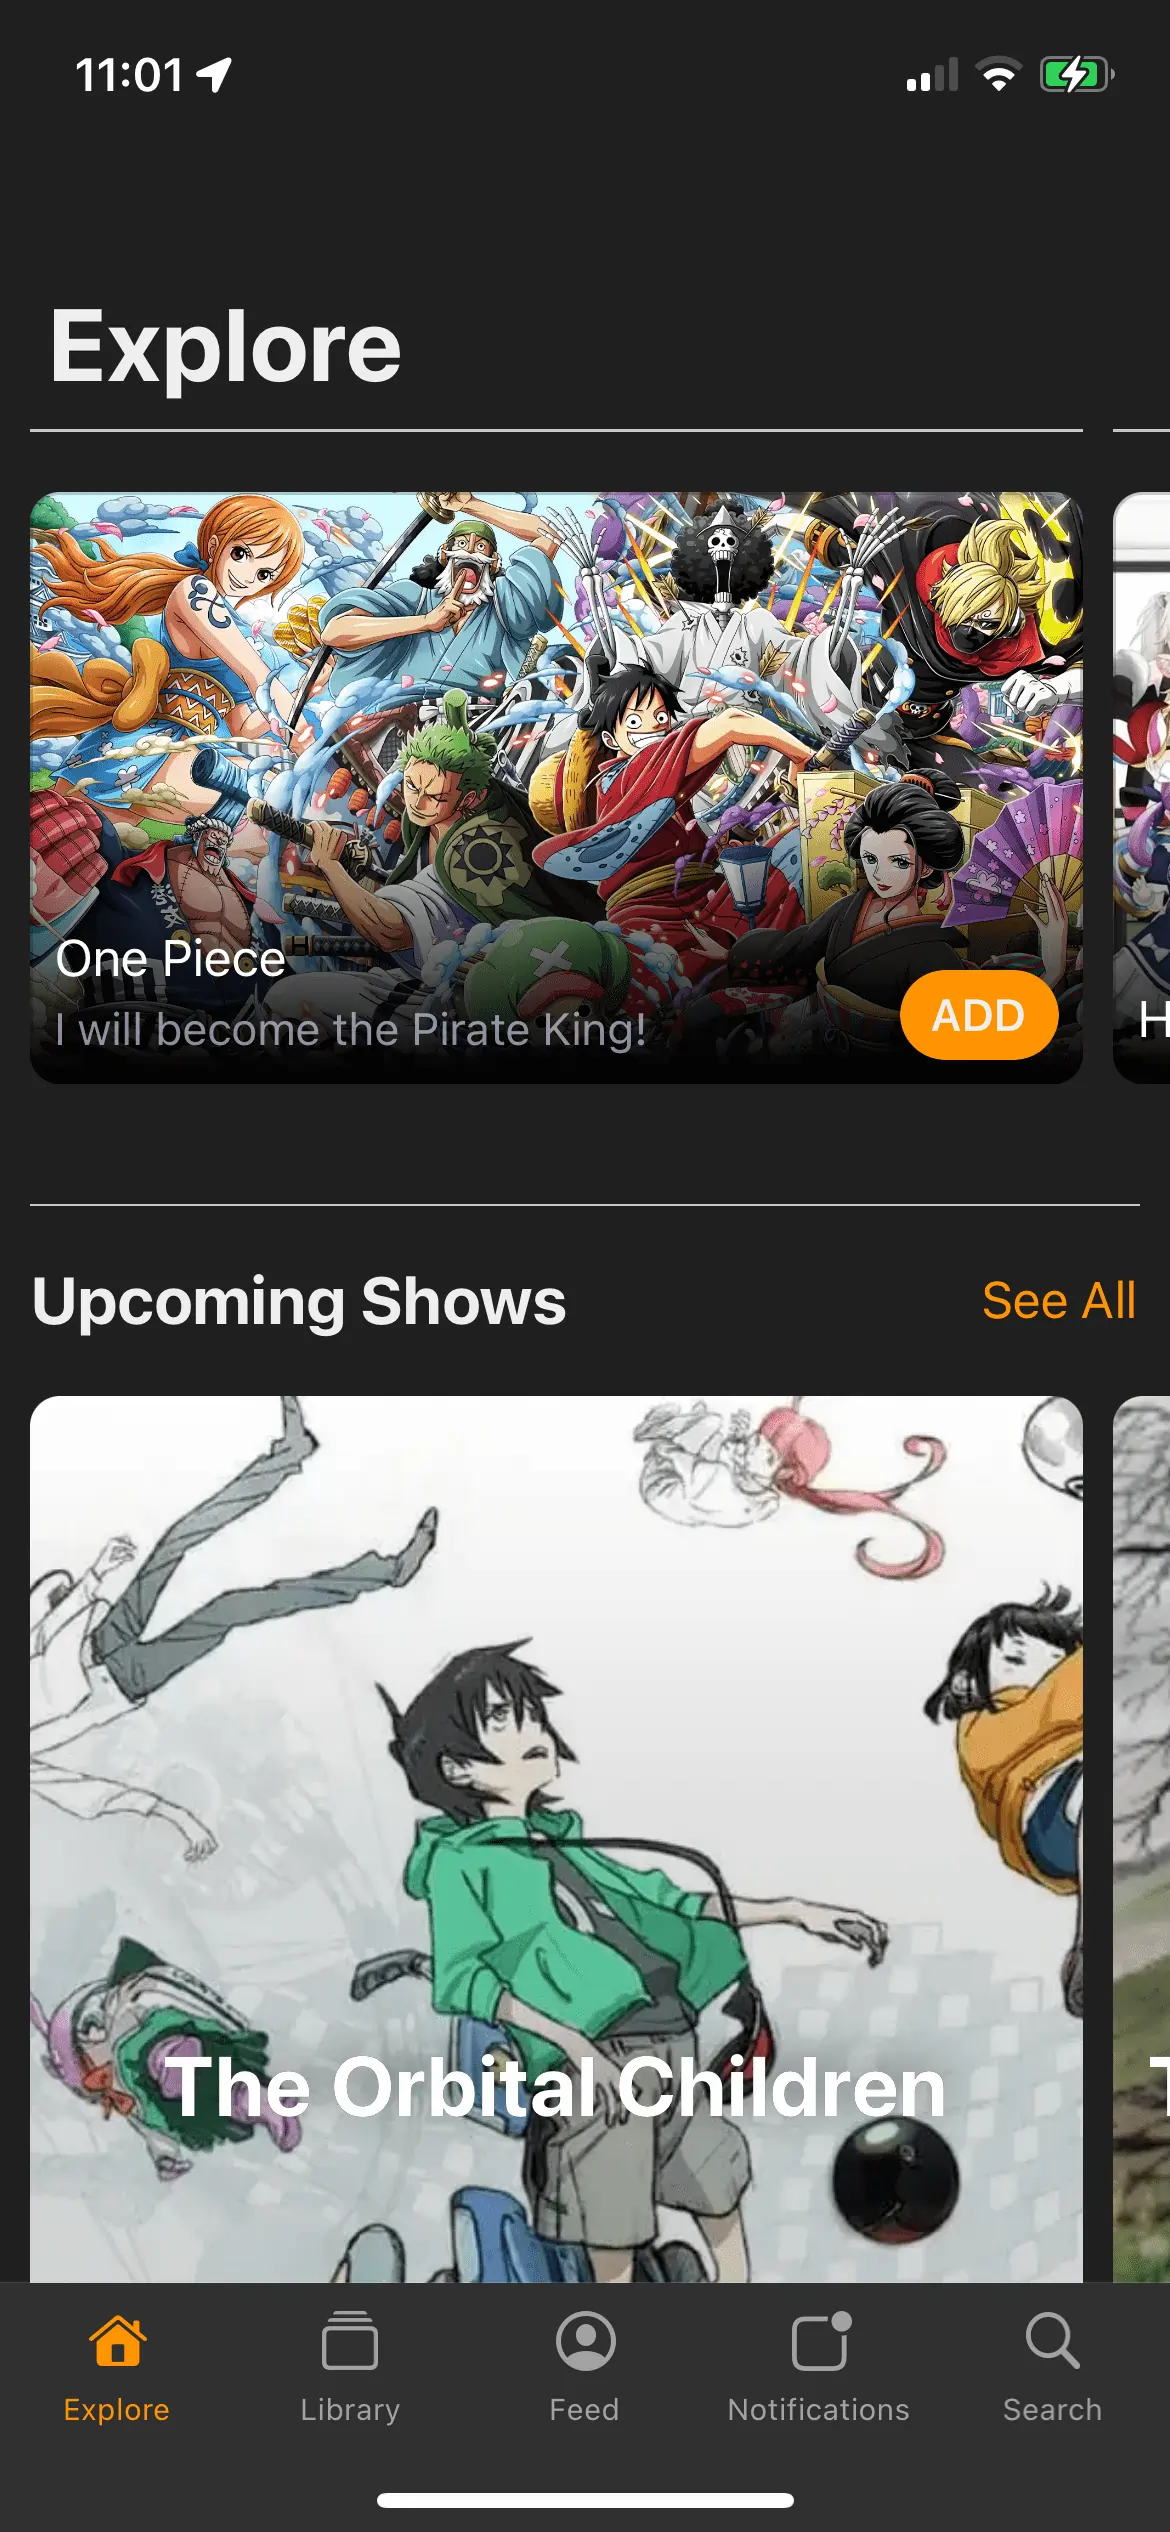 11:01
Explore
One Piece
I will become the Pirate King!
ADD
H
Upcoming Shows
See All
The Orbital Children
Explore
Library
Feed
Notifications
Search